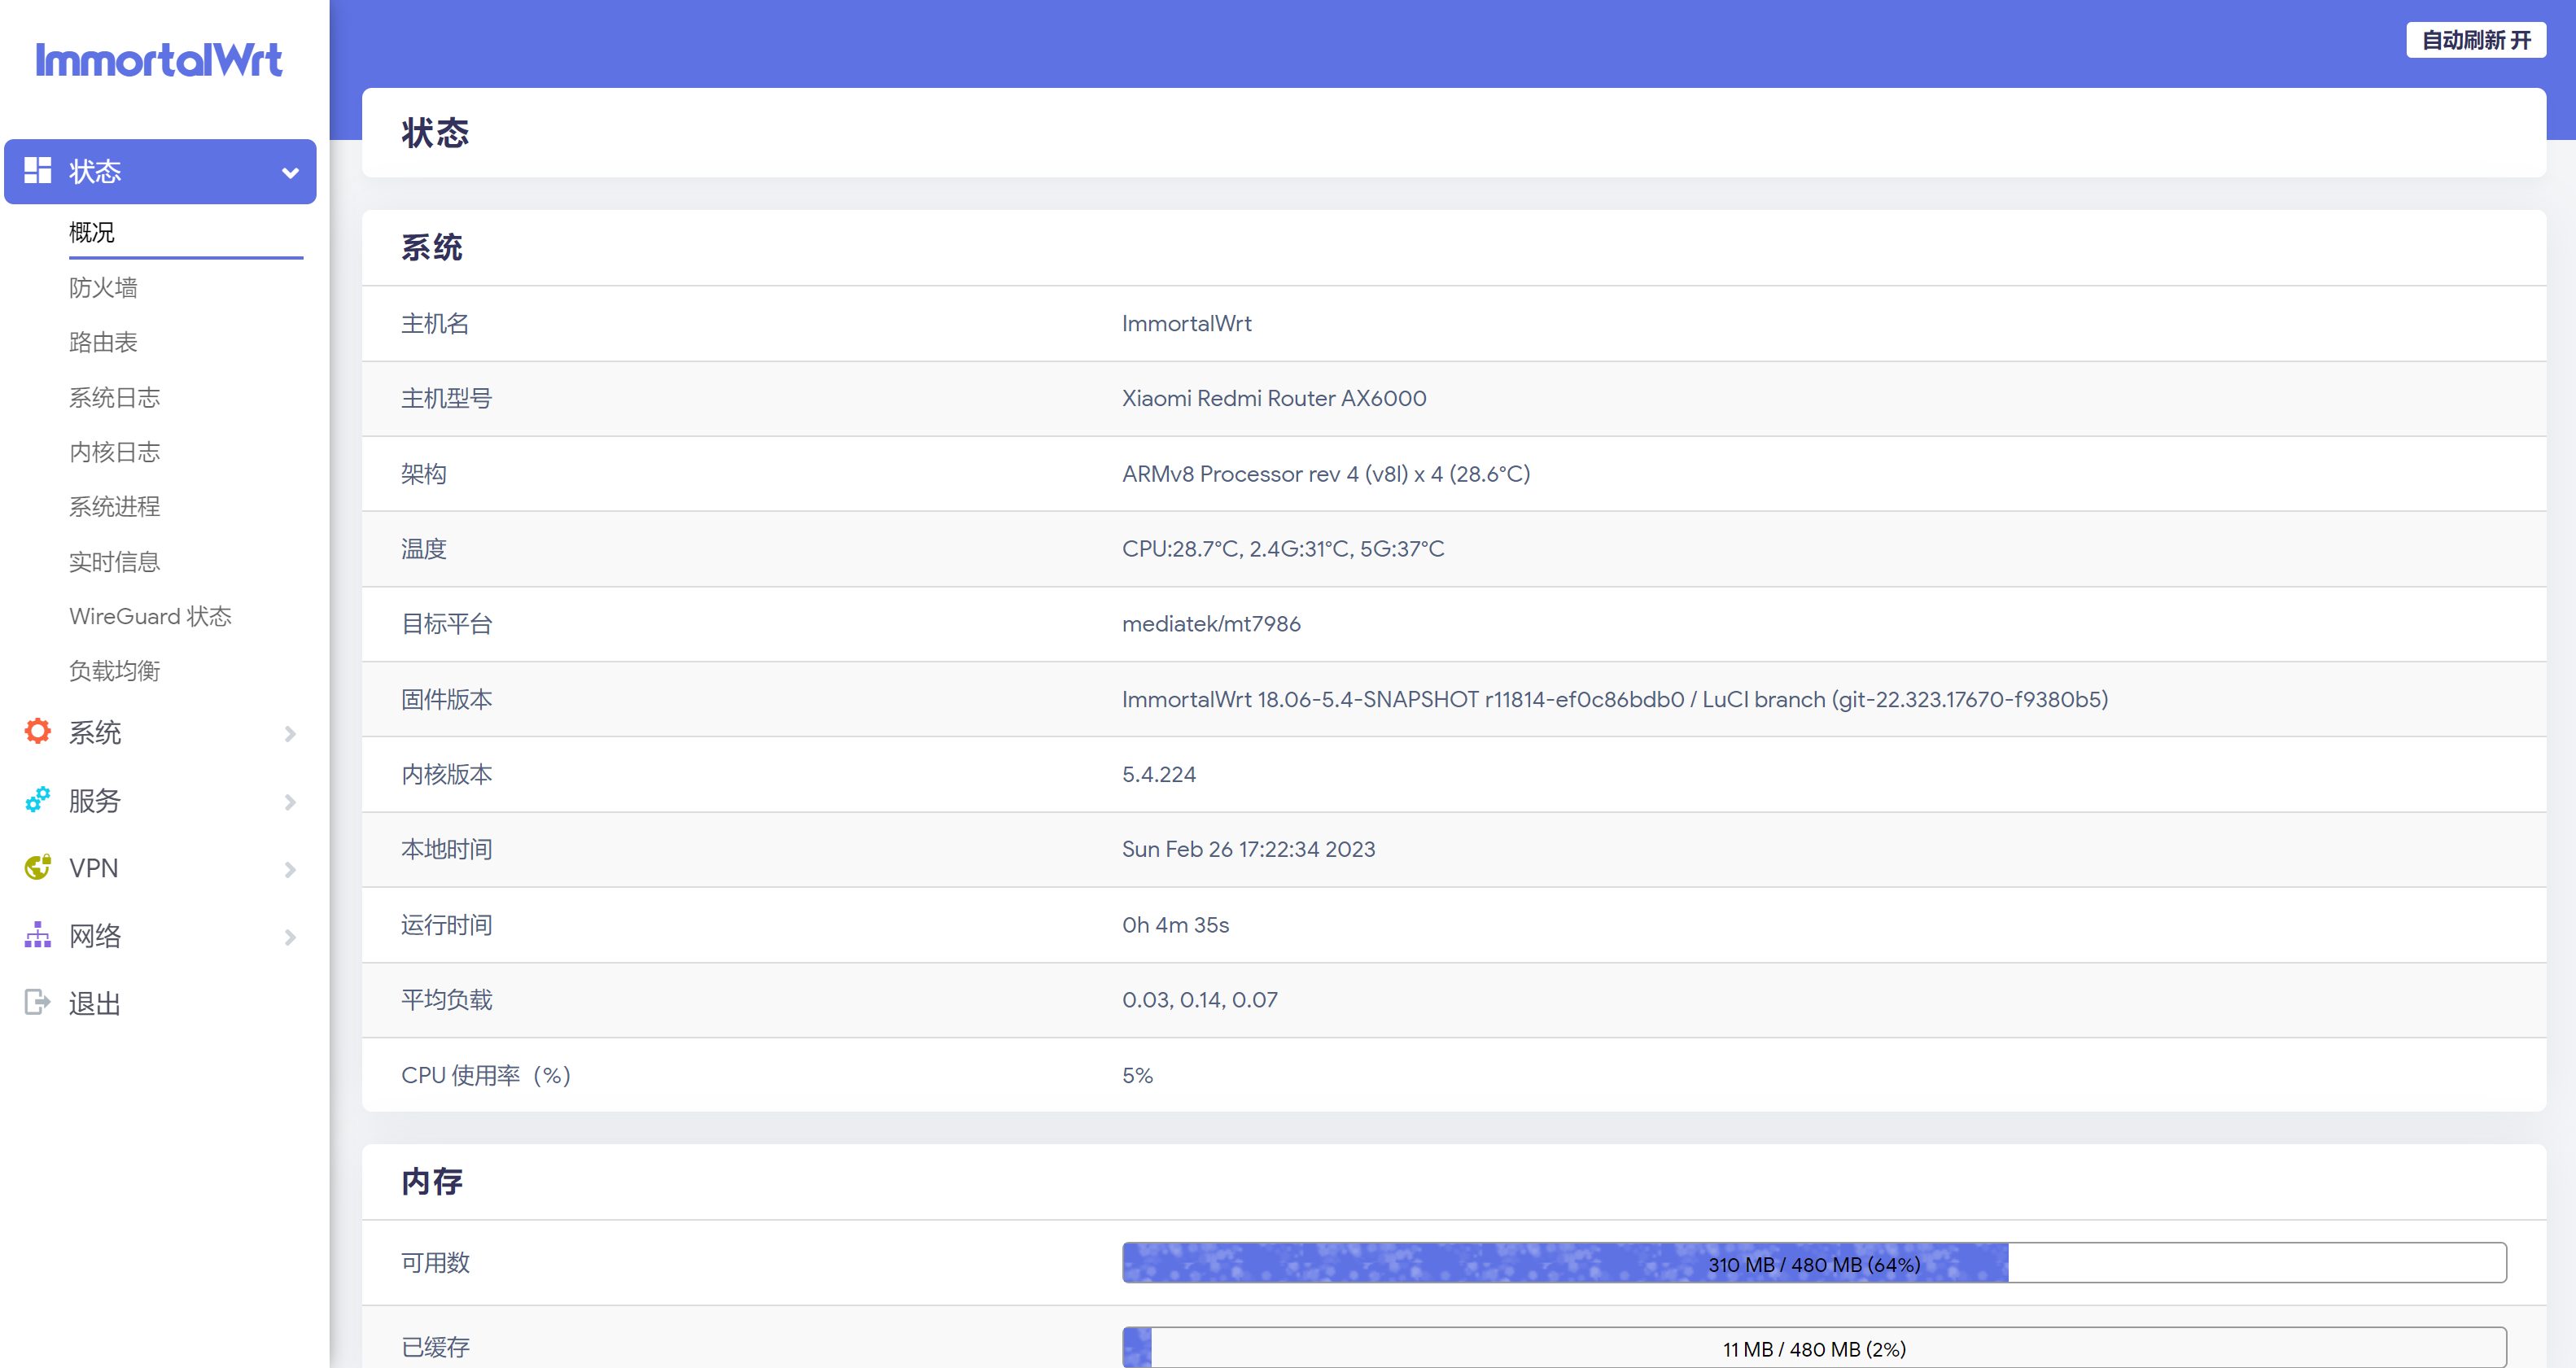 ImmortalWrt
自动刷新 开
状态
概况
防火墙
路由表
系统日志
内核日志
系统进程
实时信息
WireGuard 状态
负载均衡
系统
服务
VPN
网络
退出
状态
系统
主机名 ImmortalWrt
主机型号 Xiaomi Redmi Router AX6000
架构 ARMv8 Processor rev 4 (v8l) x 4 (28.6°C)
温度 CPU:28.7°C, 2.4G:31°C, 5G:37°C
目标平台 mediatek/mt7986
固件版本 ImmortalWrt 18.06-5.4-SNAPSHOT r11814-ef0c86bdb0 / LuCI branch (git-22.323.17670-f9380b5)
内核版本 5.4.224
本地时间 Sun Feb 26 17:22:34 2023
运行时间 0h 4m 35s
平均负载 0.03, 0.14, 0.07
CPU 使用率（%） 5%
内存
可用数 310 MB / 480 MB (64%)
已缓存 11 MB / 480 MB (2%)